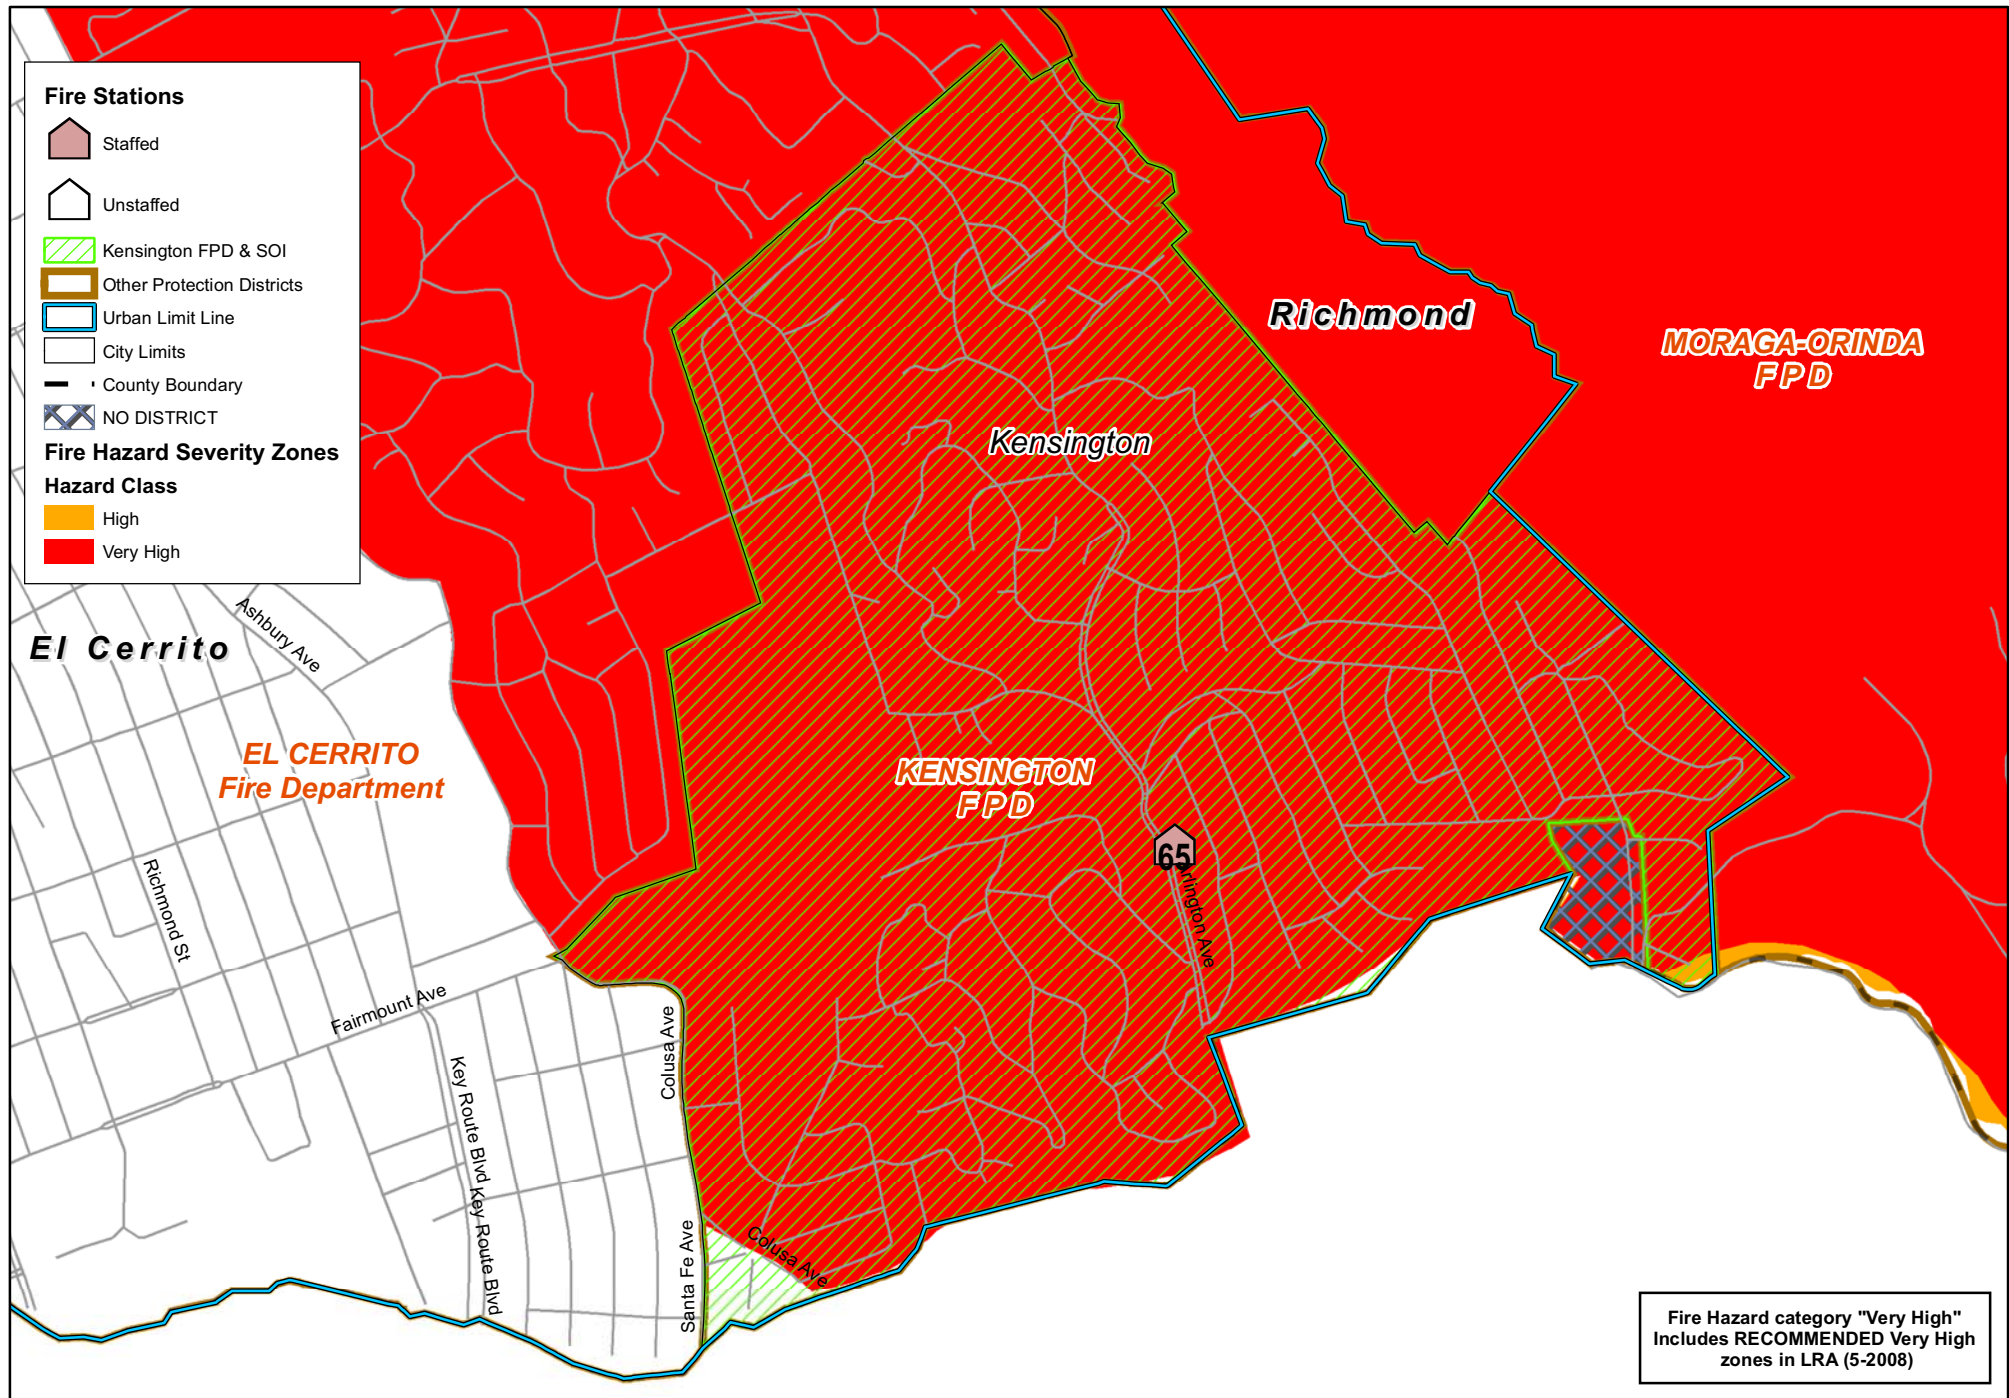 Fire Stations
Staffed
Unstaffed
Kensington FPD & SOI
Other Protection Districts
Urban Limit Line
City Limits
County Boundary
NO DISTRICT
Fire Hazard Severity Zones
Hazard Class
High
Very High
Richmond
MORAGA-ORINDA
FPD
Kensington
El Cerrito
Ashbury Ave
EL CERRITO
Fire Department
KENSINGTON
FPD
65
Arlington Ave
Richmond St
Fairmount Ave
Colusa Ave
Key Route Blvd
Key Route Blvd
Santa Fe Ave
Colusa Ave
Fire Hazard category "Very High"
Includes RECOMMENDED Very High
zones in LRA (5-2008)